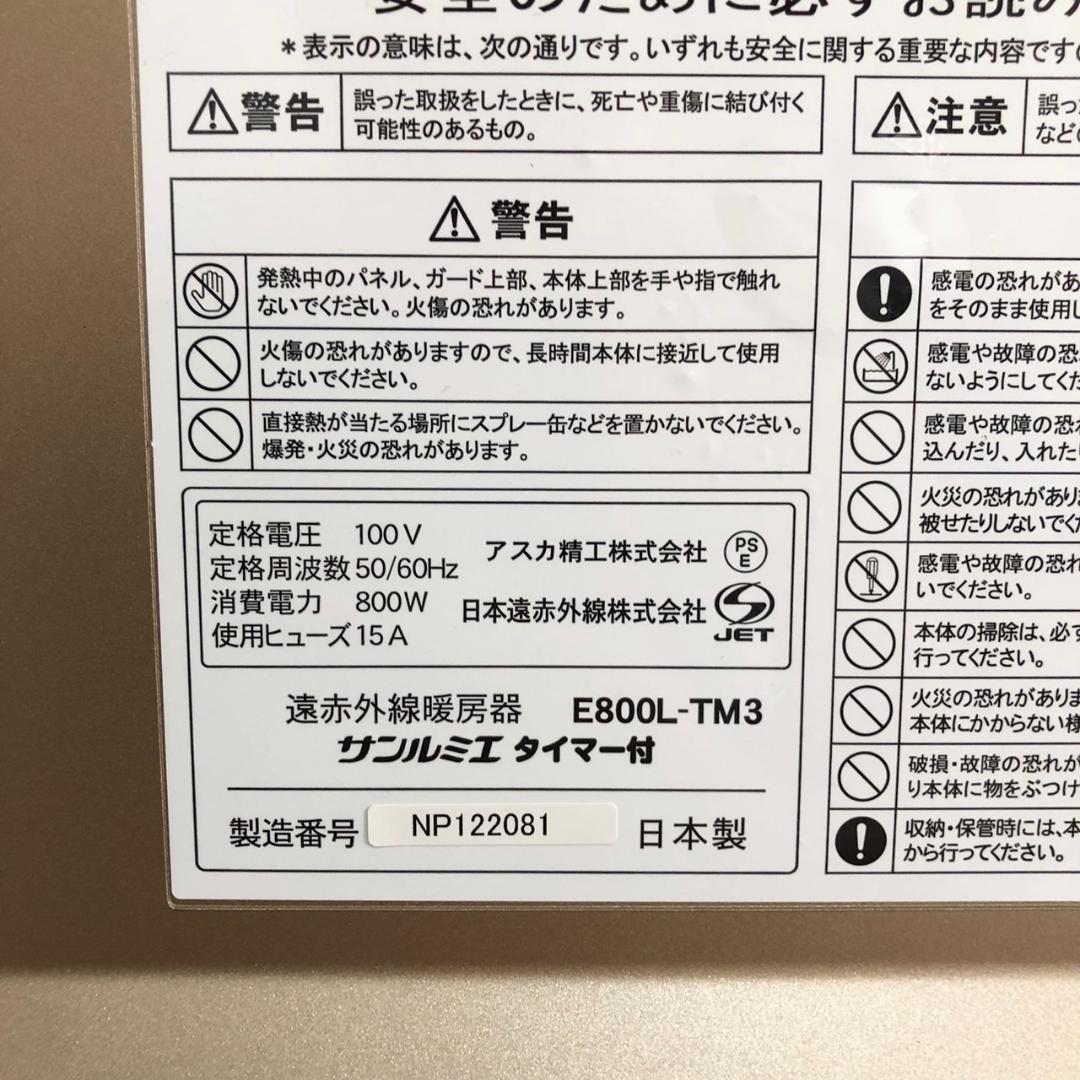 安全のために必ずお読み
＊表示の意味は、次の通りです。いずれも安全に関する重要な内容です
警告
誤った取扱をしたときに、死亡や重傷に結び付く
可能性のあるもの。
注意
誤っ
など
警告
発熱中のパネル、ガード上部、本体上部を手や指で触れ
ないでください。火傷の恐れがあります。
火傷の恐れがありますので、長時間本体に接近して使用
しないでください。
直接熱が当たる場所にスプレー缶などを置かないでください。
爆発・火災の恐れがあります。
感電の恐れがあ
をそのまま使用し
感電や故障の恐
ないようにしてくだ
感電や故障の恐れ
込んだり、入れたり
火災の恐れがあり
被せたりしないでく
感電や故障の恐れ
いでください。
本体の掃除は、必ず
行ってください。
火災の恐れがありま
本体にかからない様
破損・故障の恐れが
り本体に物をぶつけ
収納・保管時には、本
から行ってください。
定格電圧 100V
定格周波数 50/60Hz
消費電力 800W
使用ヒューズ 15A
アスカ精工株式会社
PS
E
日本遠赤外線株式会社
JET
遠赤外線暖房器 E800L-TM3
サンルミエ タイマー付
製造番号 NP122081 日本製